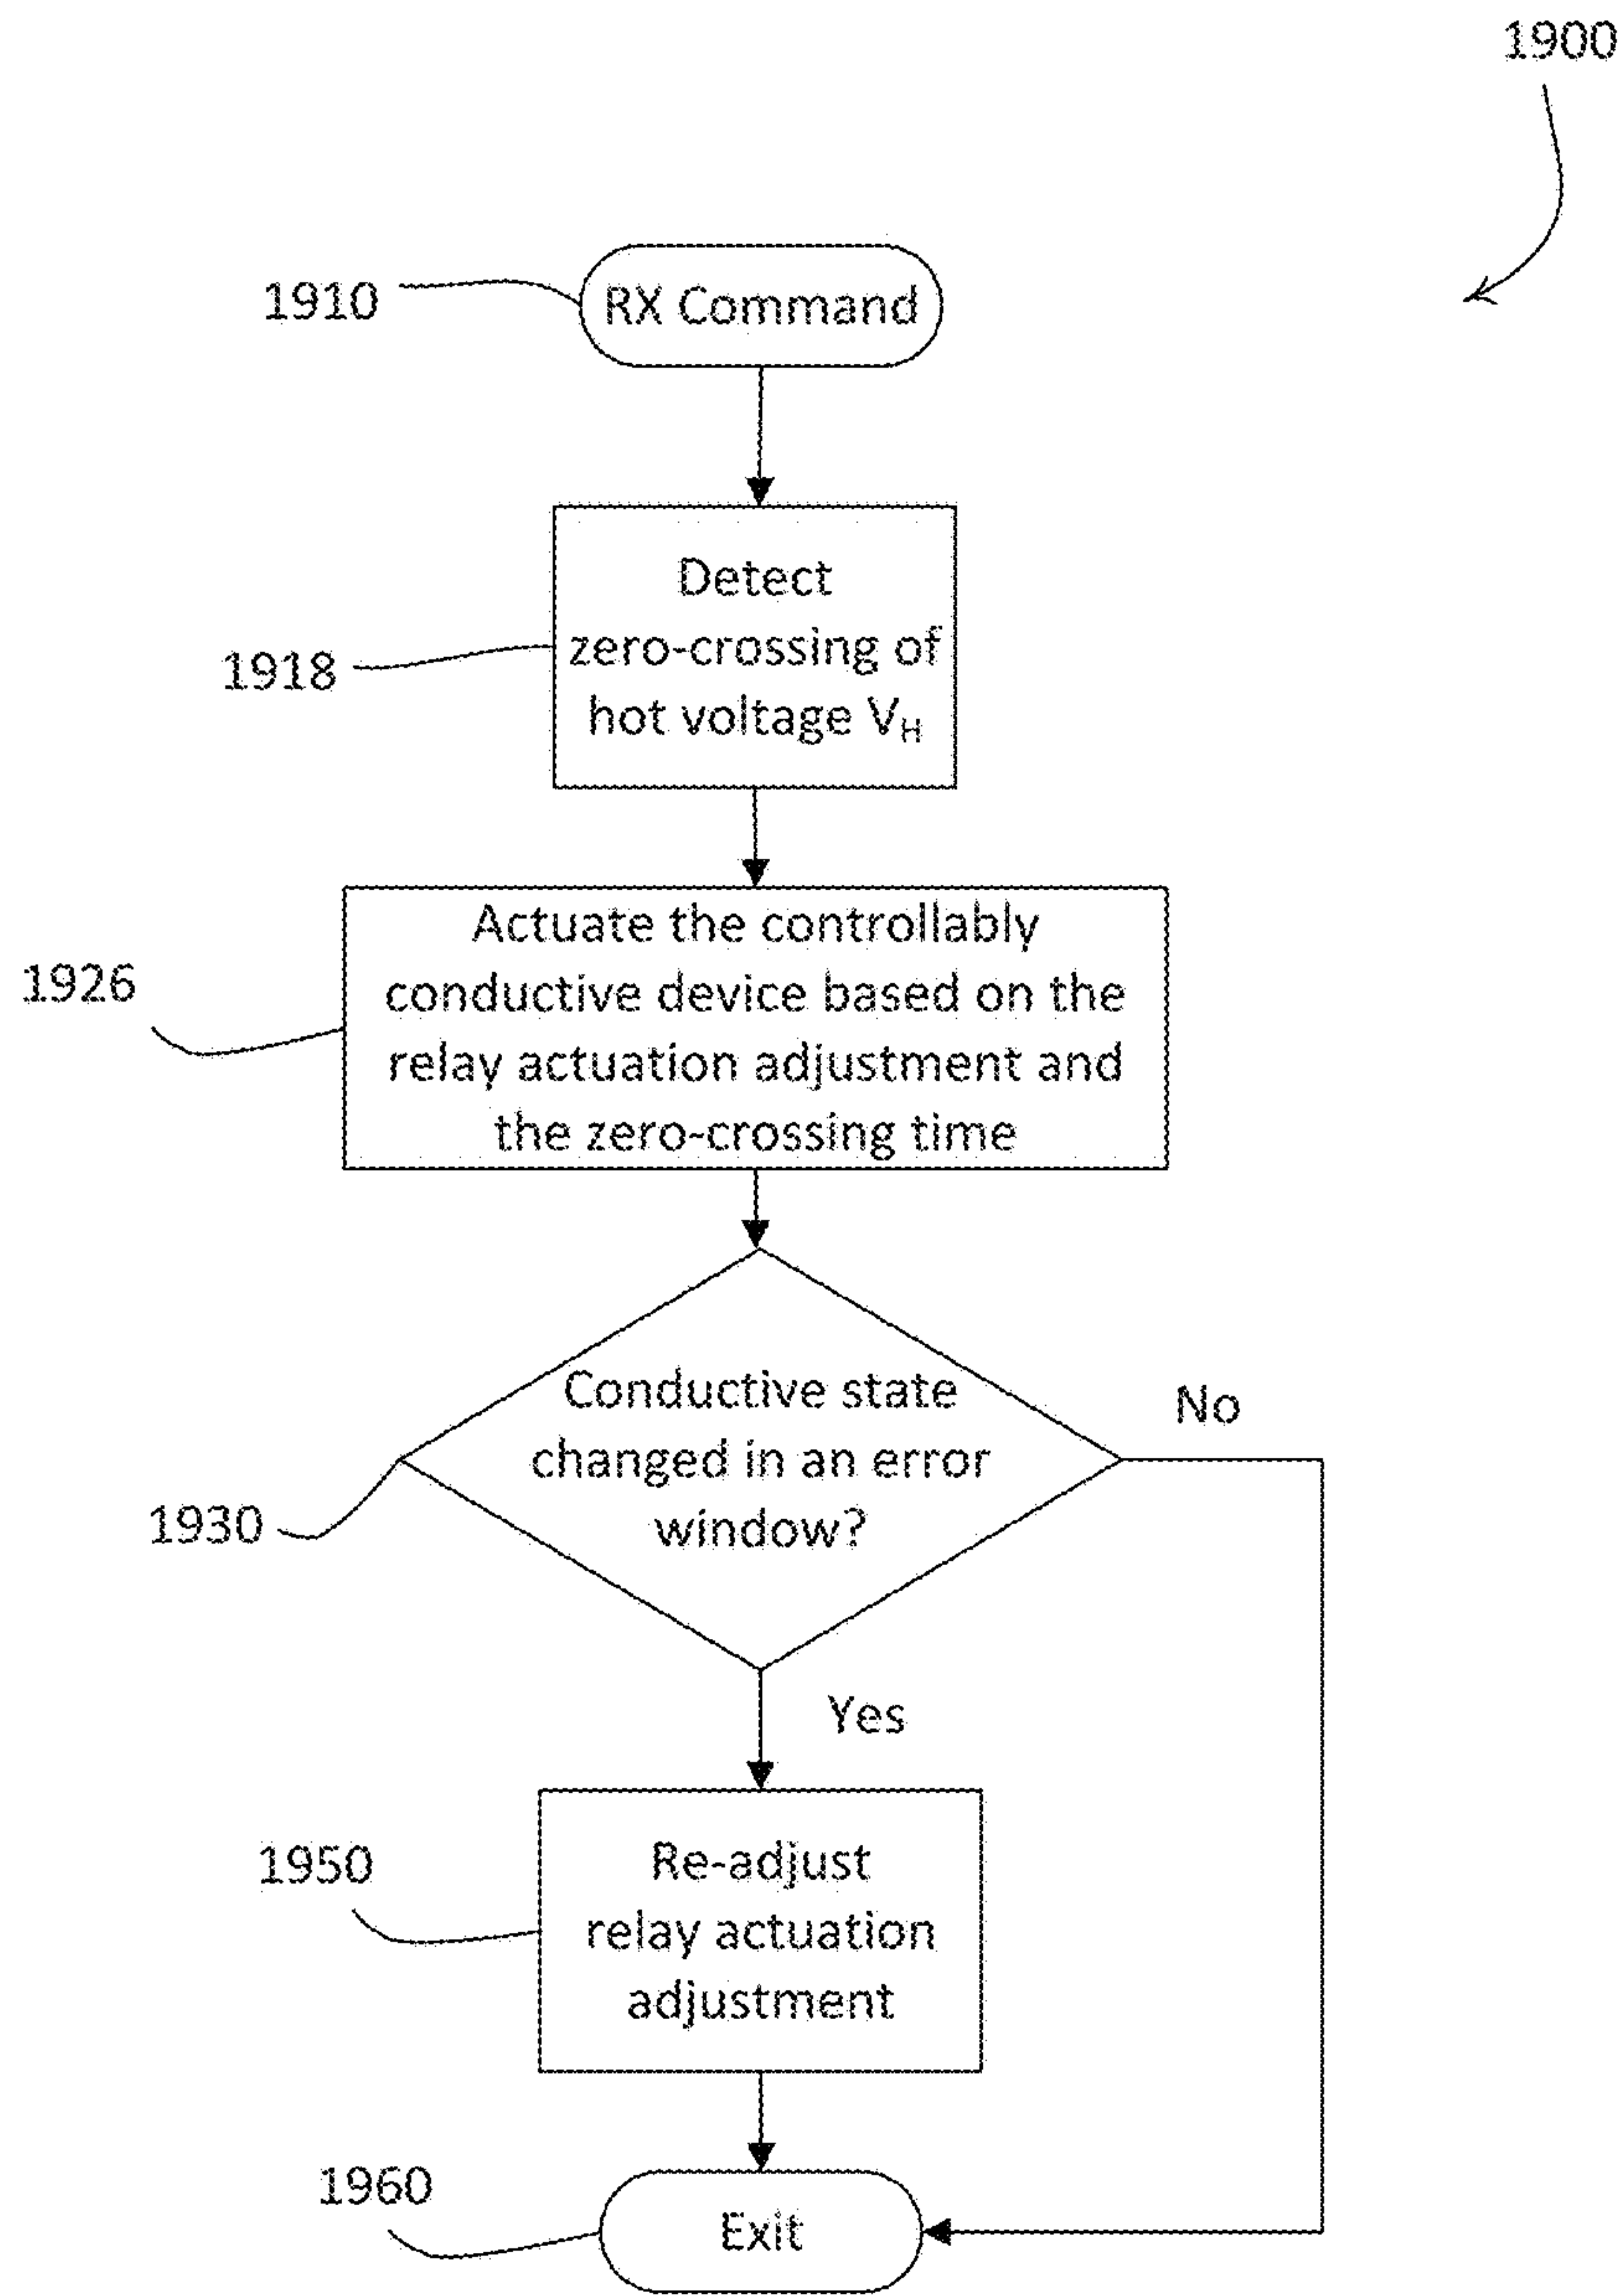 1900
1910
RX Command
Detect
zero-crossing of
hot voltage V_H
1918
Actuate the controllably
conductive device based on the
relay actuation adjustment and
the zero-crossing time
1926
Conductive state
changed in an error
window?
No
1930
Yes
Re-adjust
relay actuation
adjustment
1950
1960
Exit